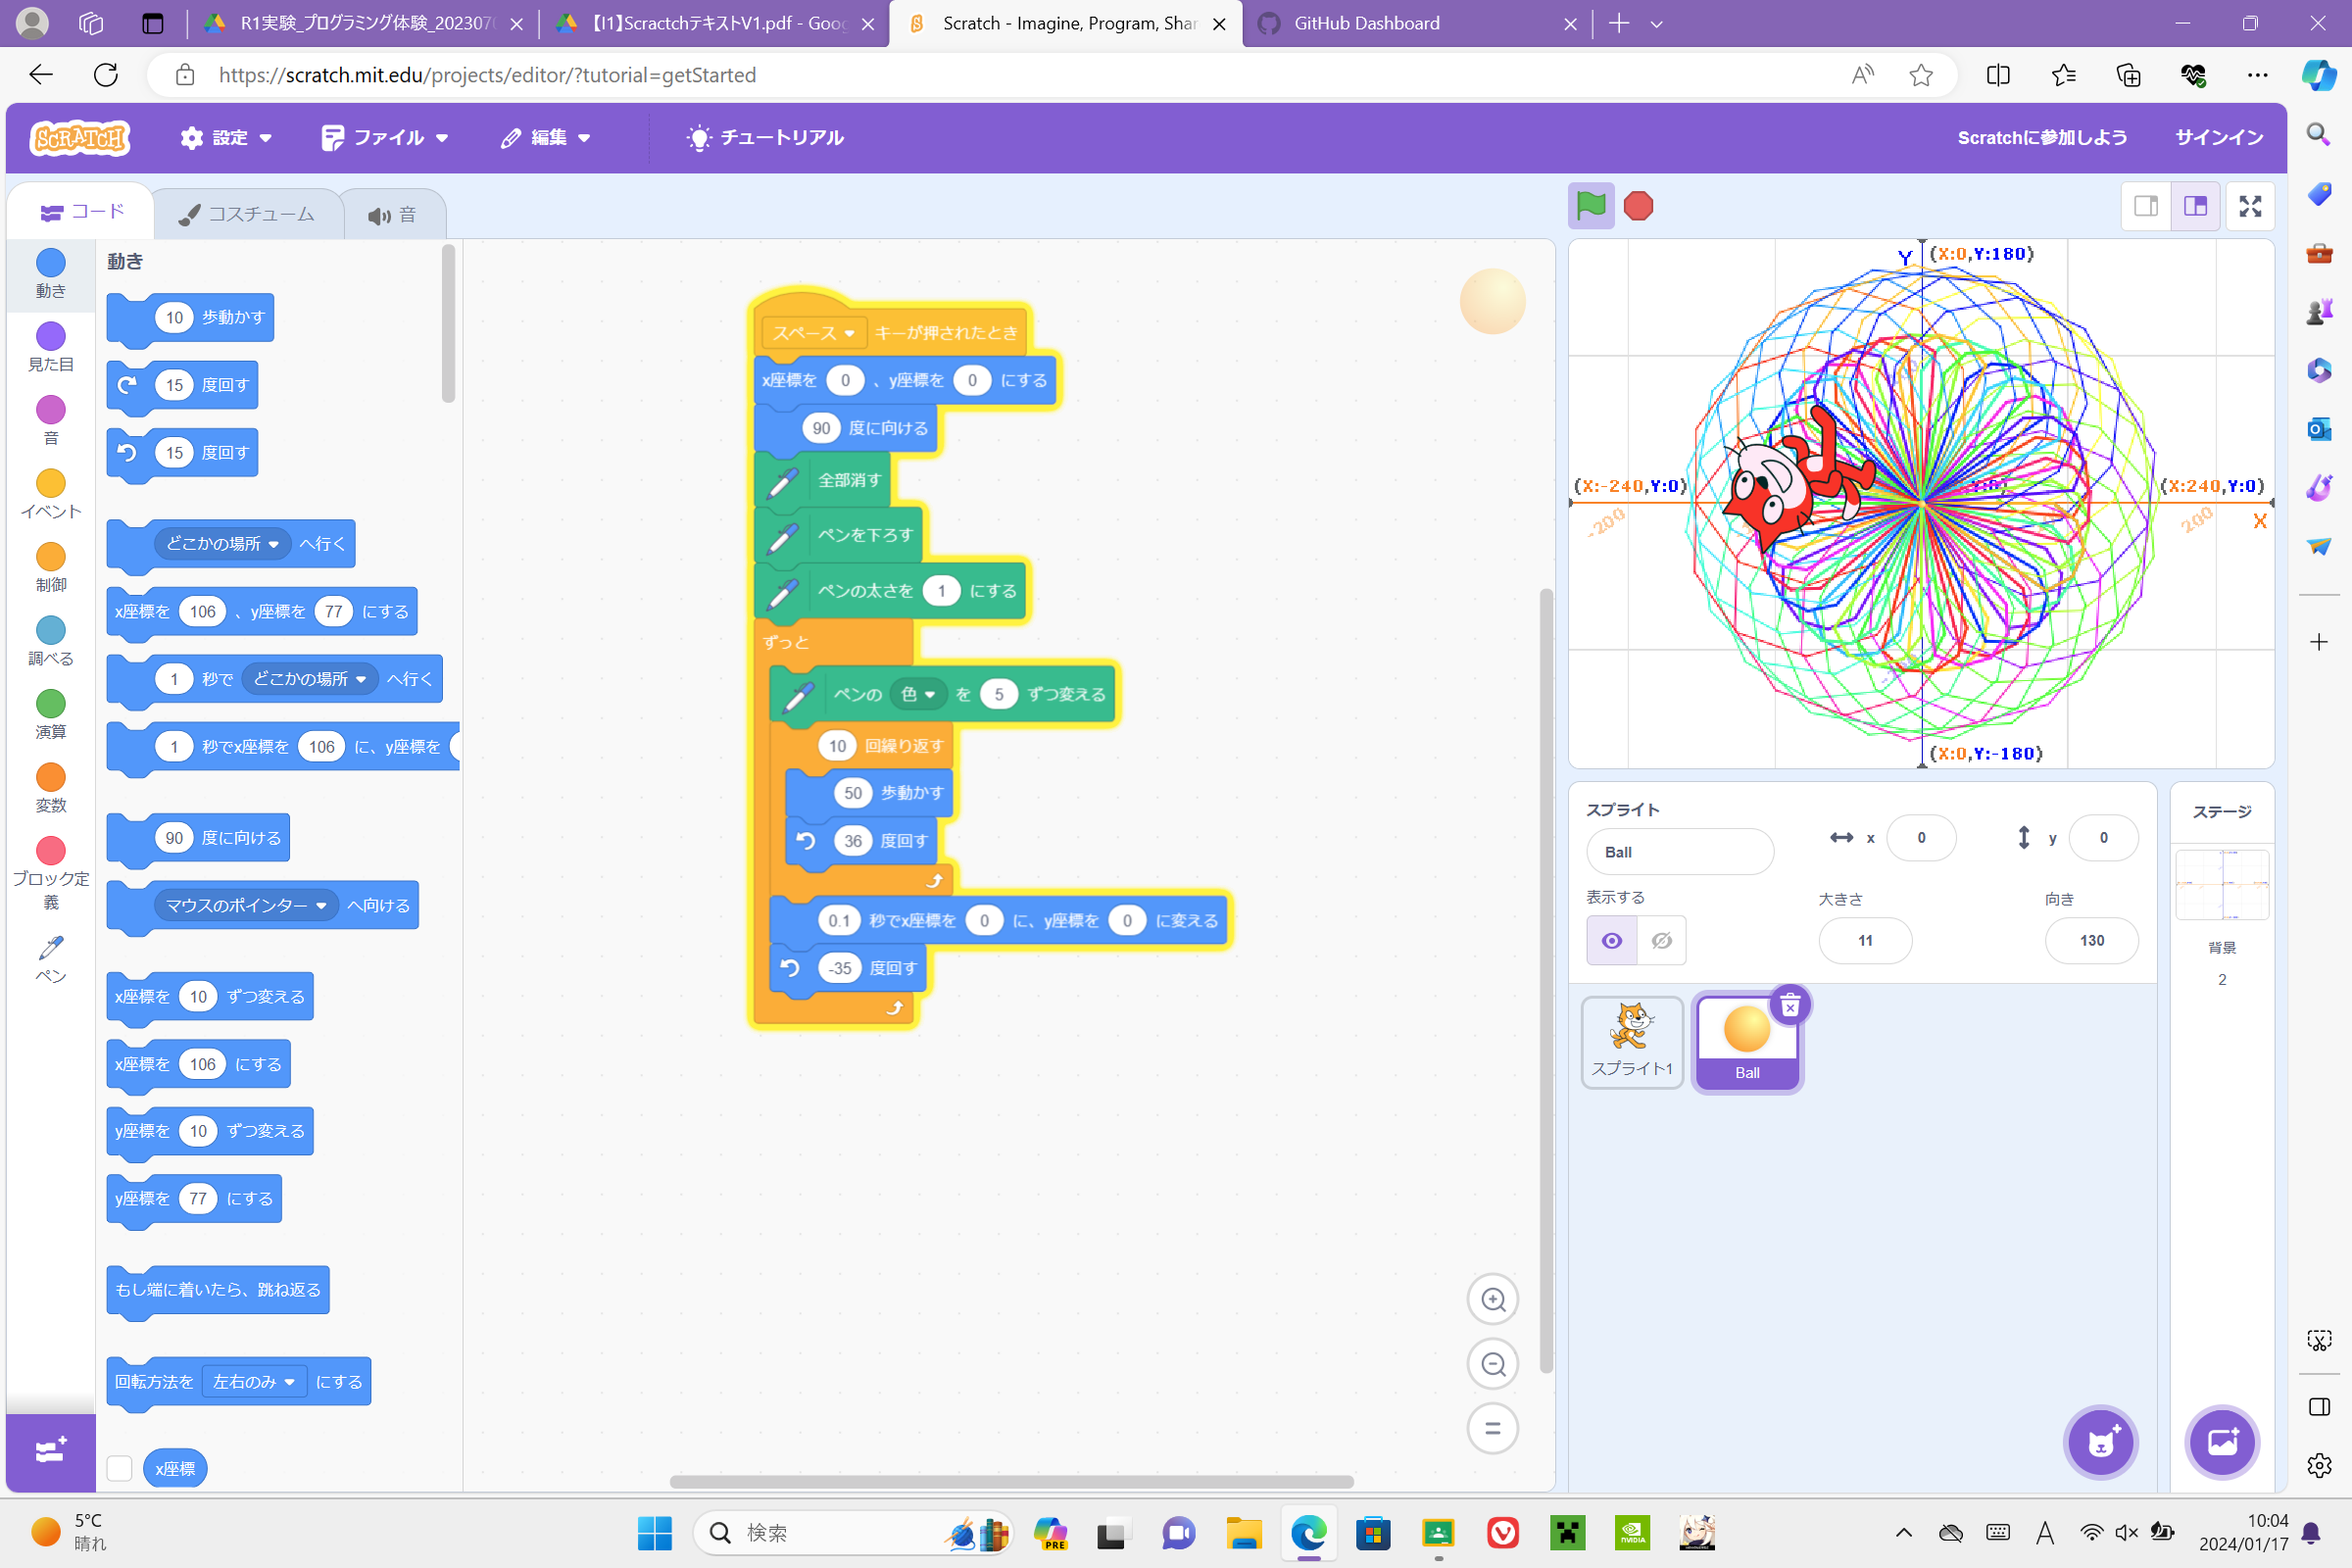 R1実験_プログラミング体験_2023070
【I1】ScractchテキストV1.pdf - Goog
Scratch - Imagine, Program, Shar
GitHub Dashboard
https://scratch.mit.edu/projects/editor/?tutorial=getStarted
SCRATCH
設定
ファイル
編集
チュートリアル
Scratchに参加しよう
サインイン
コード
コスチューム
音
動き
見た目
音
イベント
制御
調べる
演算
変数
ブロック定義
ペン
動き
10 歩動かす
15 度回す
15 度回す
どこかの場所 へ行く
x座標を 106 、y座標を 77 にする
1 秒で どこかの場所 へ行く
1 秒でx座標を 106 に、y座標を
90 度に向ける
マウスのポインター へ向ける
x座標を 10 ずつ変える
x座標を 106 にする
y座標を 10 ずつ変える
y座標を 77 にする
もし端に着いたら、跳ね返る
回転方法を 左右のみ にする
x座標
スペース キーが押されたとき
x座標を 0 、y座標を 0 にする
90 度に向ける
全部消す
ペンを下ろす
ペンの太さを 1 にする
ずっと
ペンの 色 を 5 ずつ変える
10 回繰り返す
50 歩動かす
36 度回す
0.1 秒でx座標を 0 に、y座標を 0 に変える
-35 度回す
Y
(X:0,Y:180)
(X:-240,Y:0)
(X:240,Y:0)
-200
200
X
(X:0,Y:-180)
スプライト
Ball
x 0
y 0
表示する
大きさ
11
向き
130
スプライト1
Ball
ステージ
背景
2
5°C
晴れ
検索
PRE
NVIDIA
A
10:04
2024/01/17